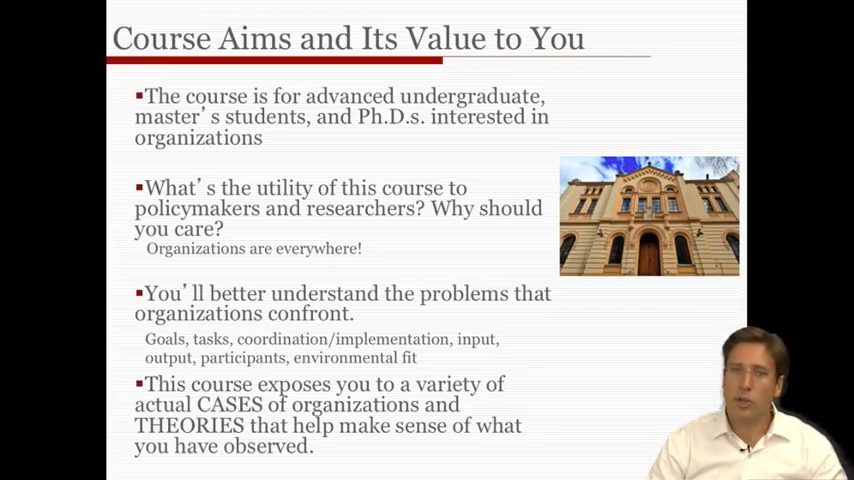 Course Aims and Its Value to You
▪The course is for advanced undergraduate,
master’s students, and Ph.D.s. interested in
organizations
▪What’s the utility of this course to
policymakers and researchers? Why should
you care?
Organizations are everywhere!
▪You’ll better understand the problems that
organizations confront.
Goals, tasks, coordination/implementation, input,
output, participants, environmental fit
▪This course exposes you to a variety of
actual CASES of organizations and
THEORIES that help make sense of what
you have observed.